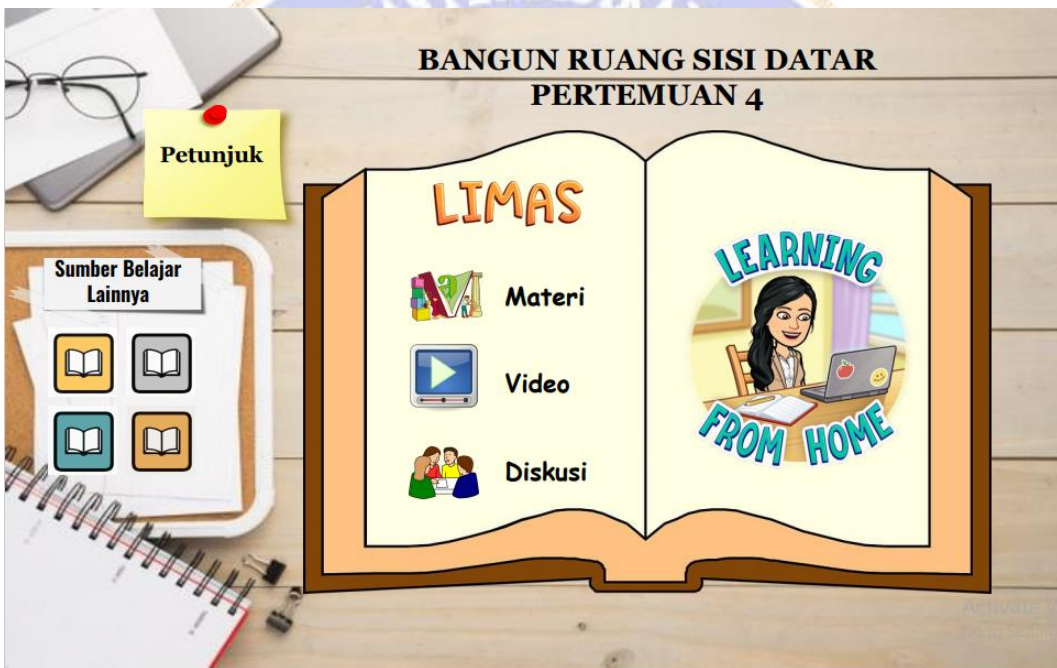 BANGUN RUANG SISI DATAR
PERTEMUAN 4
Petunjuk
Sumber Belajar
Lainnya
LIMAS
Materi
Video
Diskusi
LEARNING
FROM HOME